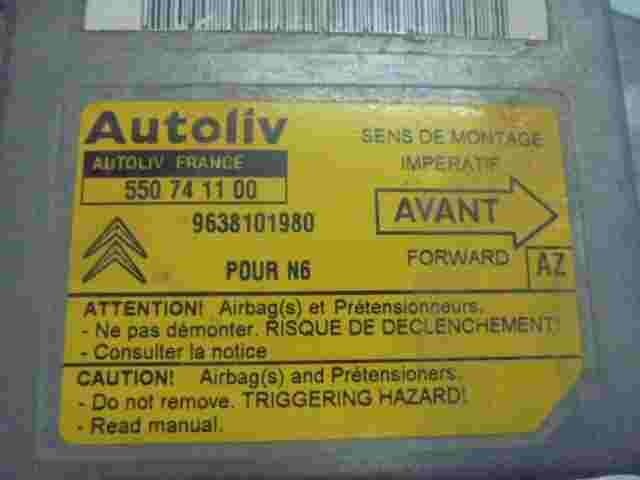 Autoliv
AUTOLIV FRANCE
550 74 11 00
9638101980
POUR N6
SENS DE MONTAGE
IMPERATIF
AVANT
FORWARD
AZ
ATTENTION! Airbag(s) et Prétensionneurs.
- Ne pas démonter. RISQUE DE DECLENCHEMENT!
- Consulter la notice
CAUTION! Airbag(s) and Prétensioners.
- Do not remove. TRIGGERING HAZARD!
- Read manual.